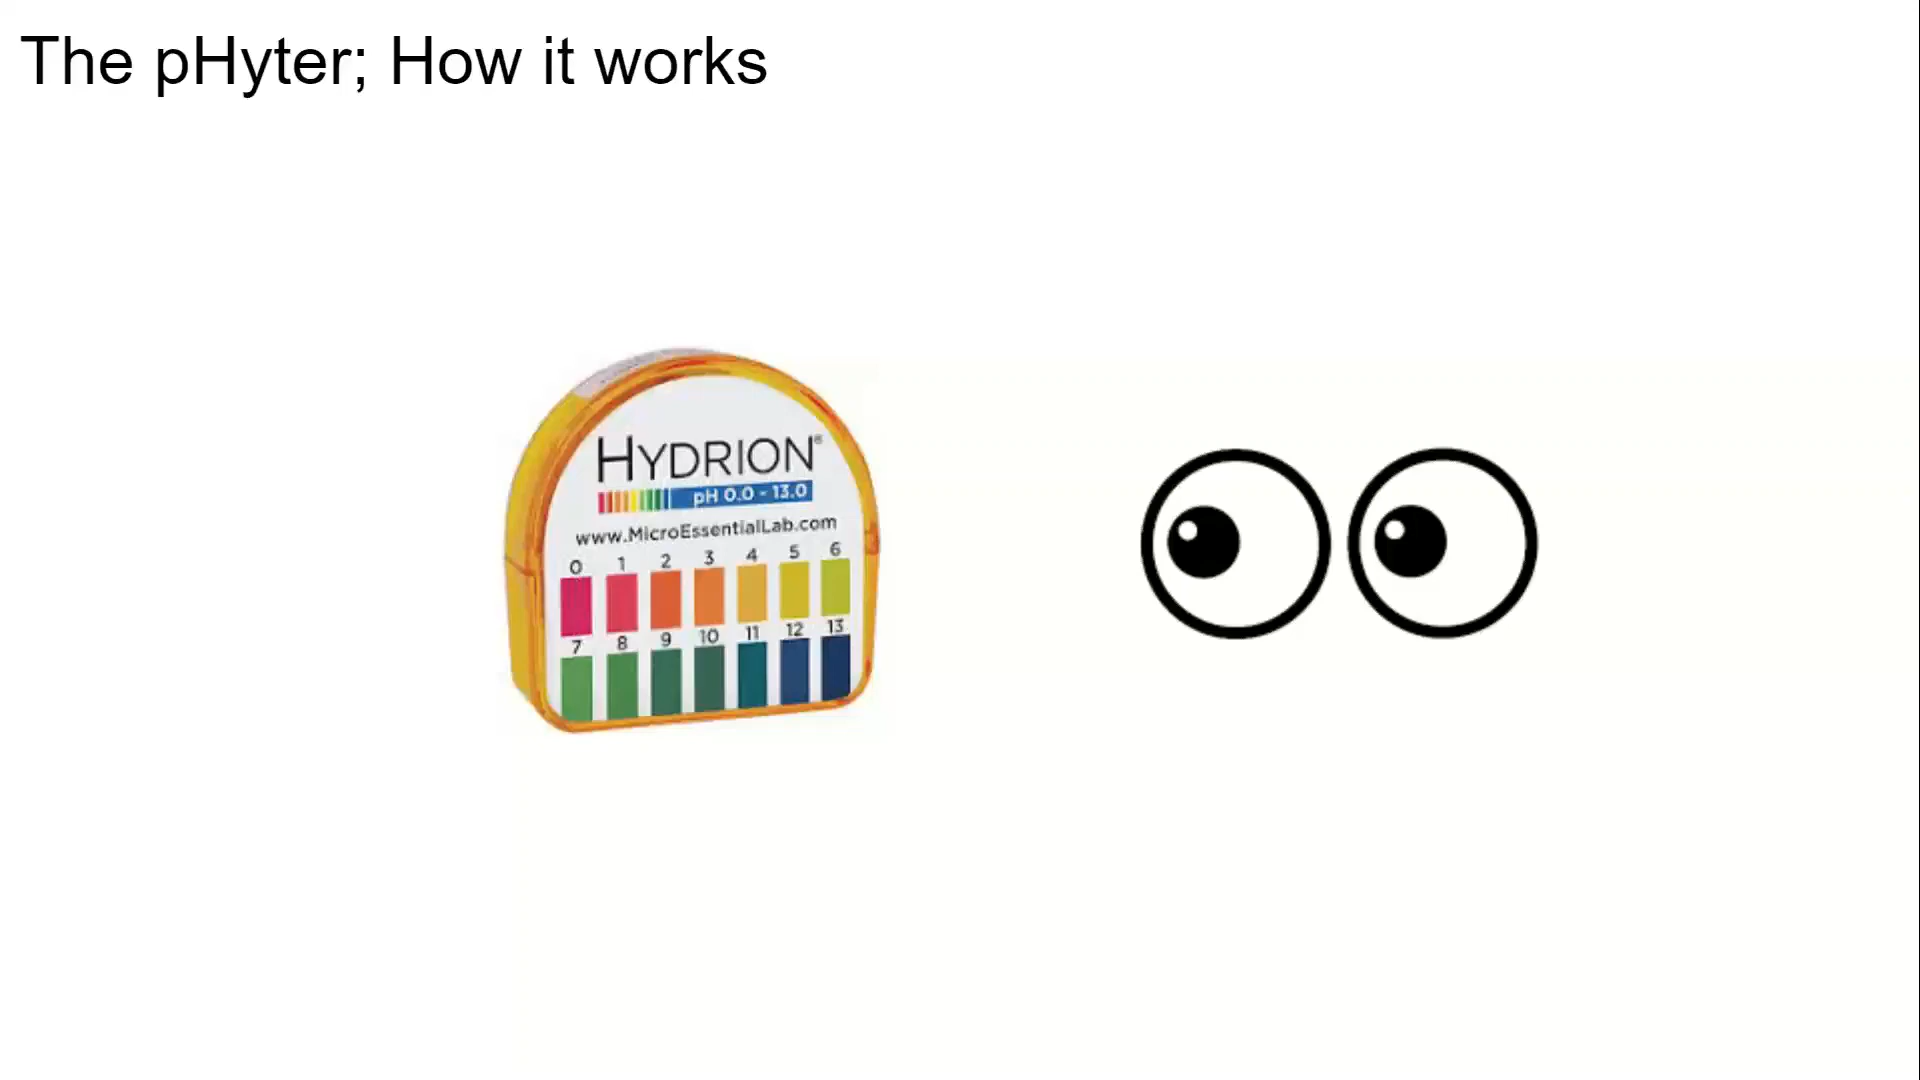 The pHyter; How it works
HYDRION®
pH 0.0 - 13.0
www.MicroEssentialLab.com
0 1 2 3 4 5 6
7 8 9 10 11 12 13